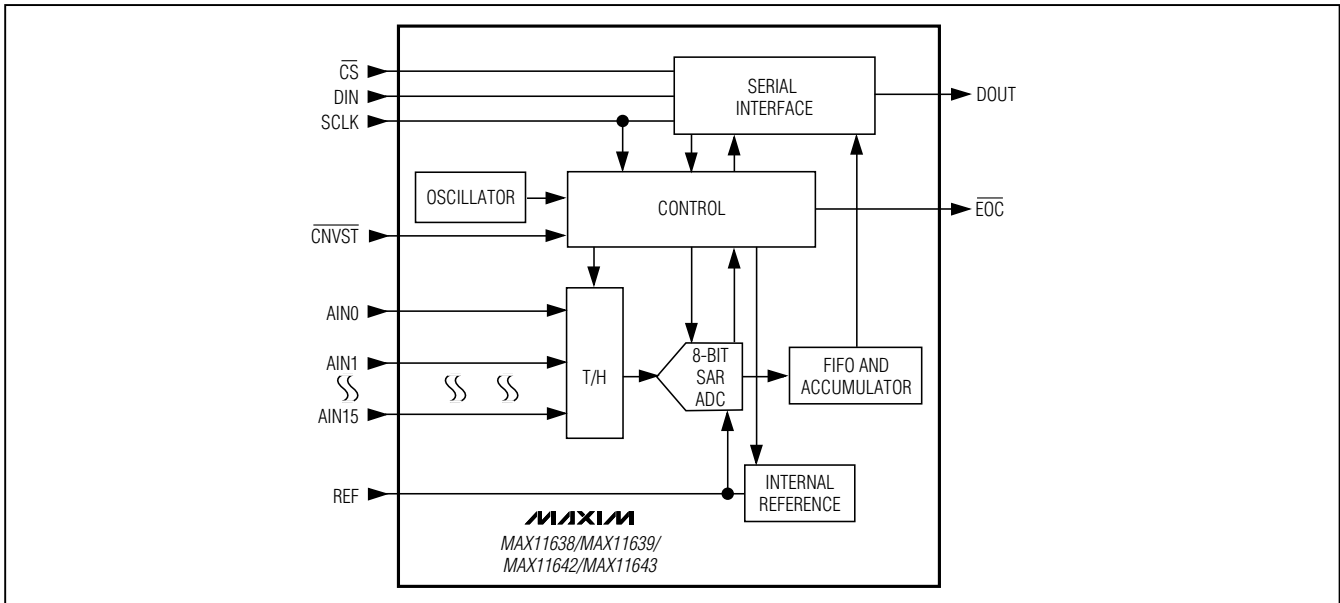 CS
DIN
SCLK
SERIAL
INTERFACE
DOUT
OSCILLATOR
CONTROL
EOC
CNVST
AIN0
AIN1
AIN15
T/H
8-BIT
SAR
ADC
FIFO AND
ACCUMULATOR
REF
INTERNAL
REFERENCE
MAXIM
MAX11638/MAX11639/
MAX11642/MAX11643